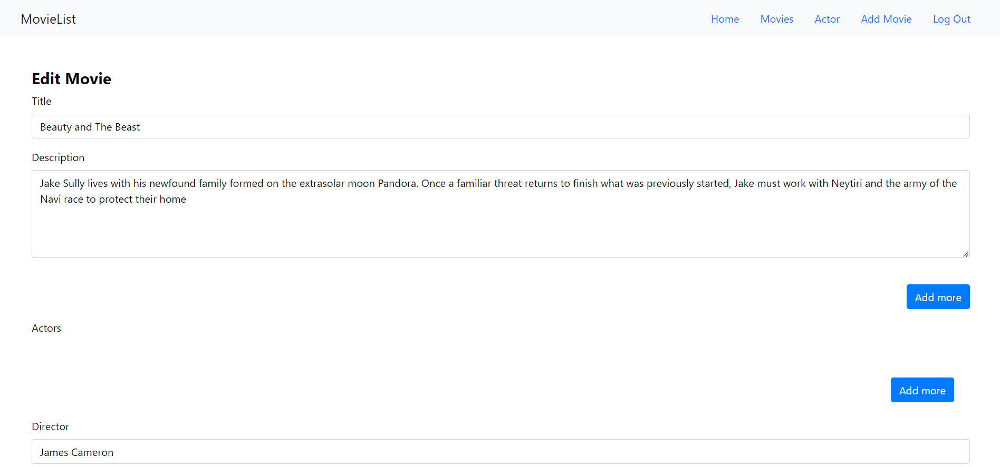 MovieList
Home
Movies
Actor
Add Movie
Log Out
Edit Movie
Title
Beauty and The Beast
Description
Jake Sully lives with his newfound family formed on the extrasolar moon Pandora. Once a familiar threat returns to finish what was previously started, Jake must work with Neytiri and the army of the
Navi race to protect their home
Add more
Actors
Add more
Director
James Cameron